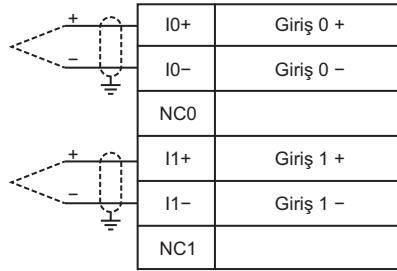 + I0+ Giriş 0 +
− I0− Giriş 0 −
NC0
+ I1+ Giriş 1 +
− I1− Giriş 1 −
NC1